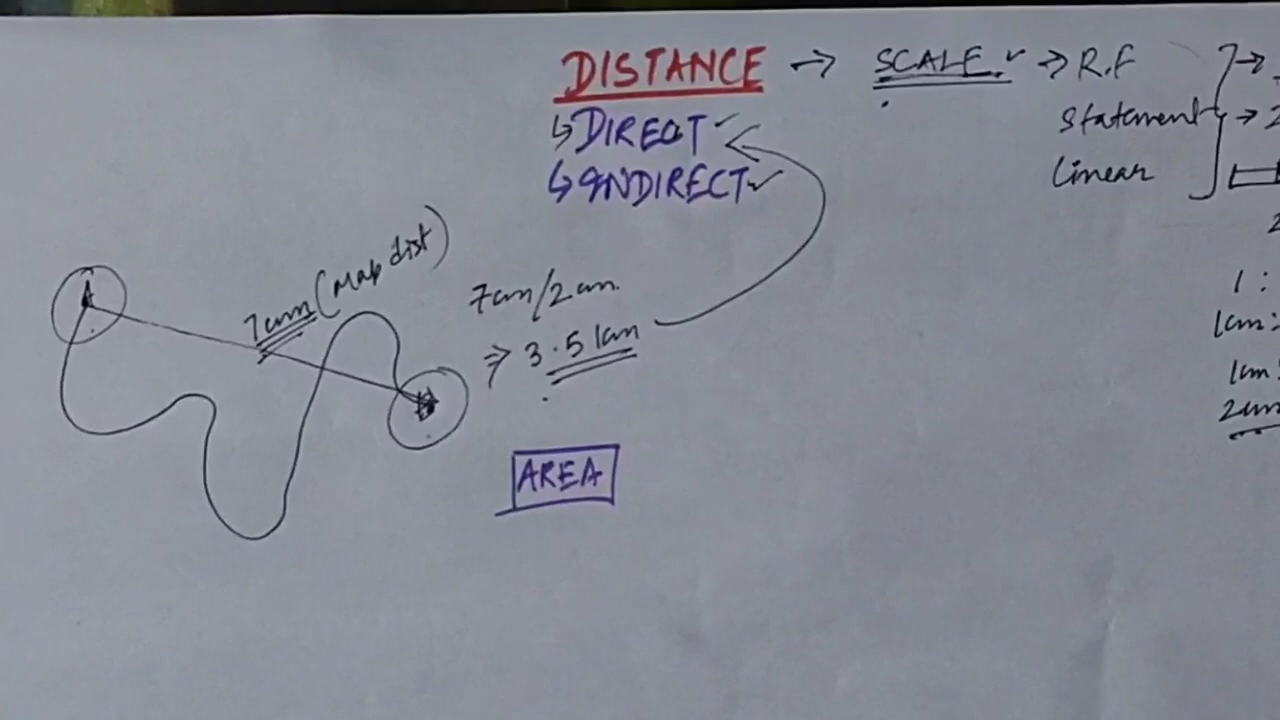 DISTANCE → SCALE ✓ → R.F
↳ DIRECT ✓
Statement → 2
↳ INDIRECT ✓
Linear
7cm (Map dist)
7cm/2cm
⇒ 3.5 km
A
B
AREA
1 :
1cm :
1cm :
2cm